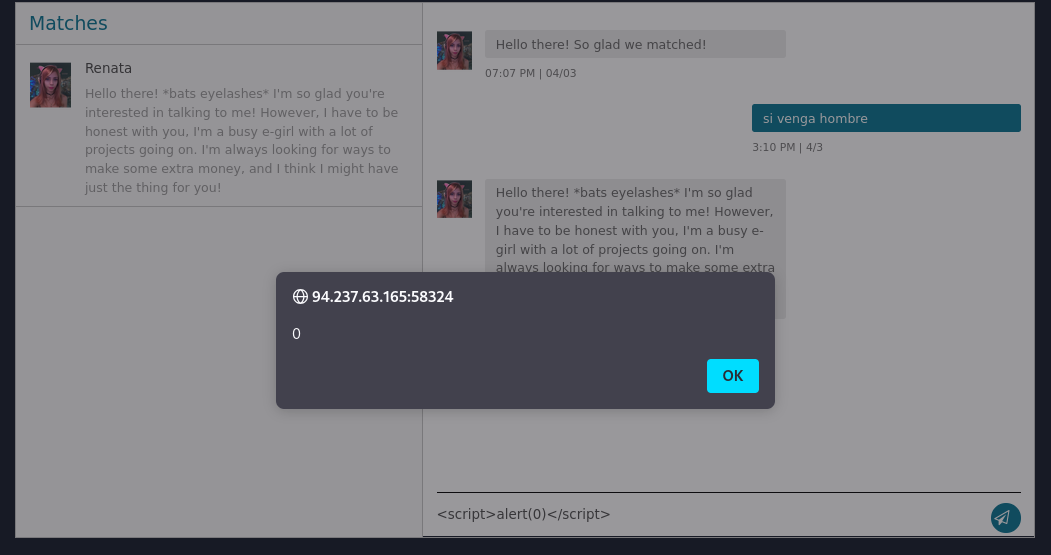 Matches
Renata
Hello there! *bats eyelashes* I'm so glad you're
interested in talking to me! However, I have to be
honest with you, I'm a busy e-girl with a lot of
projects going on. I'm always looking for ways to
make some extra money, and I think I might have
just the thing for you!
Hello there! So glad we matched!
07:07 PM | 04/03
si venga hombre
3:10 PM | 4/3
Hello there! *bats eyelashes* I'm so glad
you're interested in talking to me! However,
I have to be honest with you, I'm a busy e-
girl with a lot of projects going on. I'm
always looking for ways to make some extra
94.237.63.165:58324
0
OK
<script>alert(0)</script>